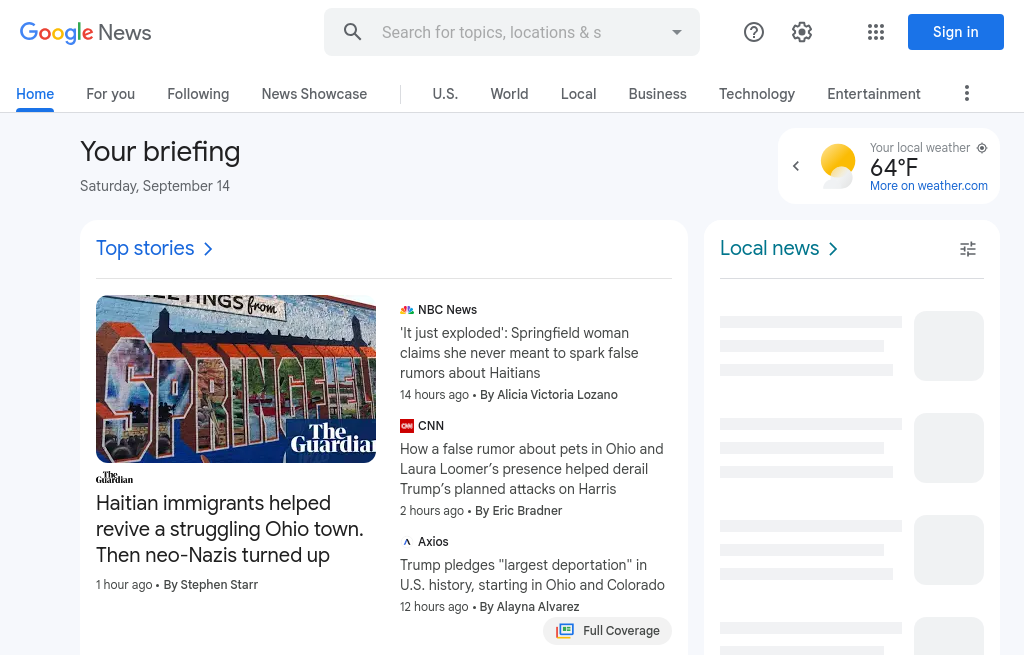 Google News
Search for topics, locations & s
Sign in
Home
For you
Following
News Showcase
U.S.
World
Local
Business
Technology
Entertainment
Your briefing
Saturday, September 14
Your local weather
64°F
More on weather.com
Top stories
Local news
GREETINGS from
SPRINGFIEL
The
Guardian
The
Guardian
Haitian immigrants helped
revive a struggling Ohio town.
Then neo-Nazis turned up
1 hour ago • By Stephen Starr
NBC News
'It just exploded': Springfield woman
claims she never meant to spark false
rumors about Haitians
14 hours ago • By Alicia Victoria Lozano
CNN
CNN
How a false rumor about pets in Ohio and
Laura Loomer’s presence helped derail
Trump’s planned attacks on Harris
2 hours ago • By Eric Bradner
Axios
Trump pledges "largest deportation" in
U.S. history, starting in Ohio and Colorado
12 hours ago • By Alayna Alvarez
Full Coverage